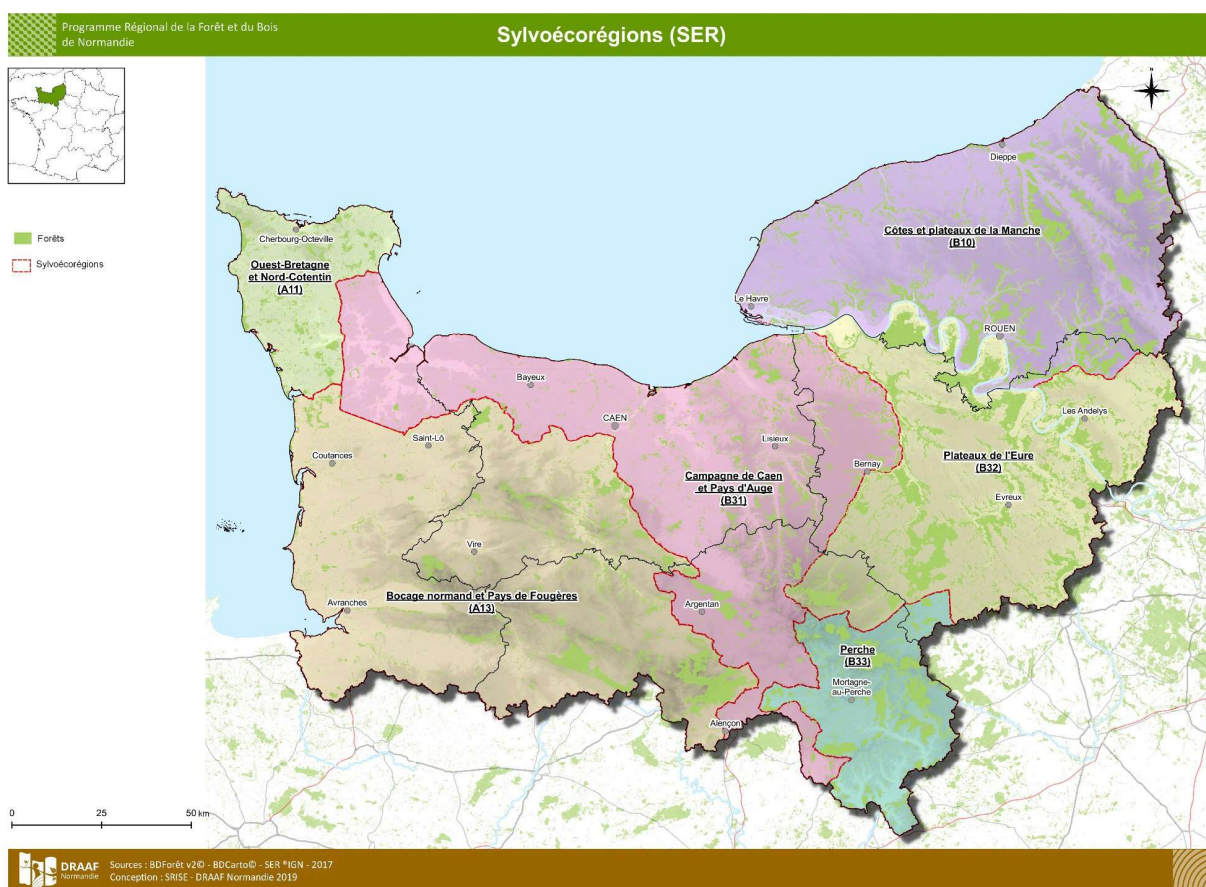 Programme Régional de la Forêt et du Bois
de Normandie
Sylvoécorégions (SER)
N
Forêts
Sylvoécorégions
Dieppe
Côtes et plateaux de la Manche
(B10)
Cherbourg-Octeville
Ouest-Bretagne
et Nord-Cotentin
(A11)
Le Havre
ROUEN
Bayeux
CAEN
Les Andelys
Saint-Lô
Lisieux
Coutances
Bernay
Plateaux de l'Eure
(B32)
Campagne de Caen
et Pays d'Auge
(B31)
Evreux
Vire
Bocage normand et Pays de Fougères
(A13)
Avranches
Argentan
Perche
(B33)
Mortagne-
au-Perche
Alençon
0 25 50 km
DRAAF
Normandie
Sources : BDForêt v2© - BDCarto© - SER ®IGN - 2017
Conception : SRISE - DRAAF Normandie 2019